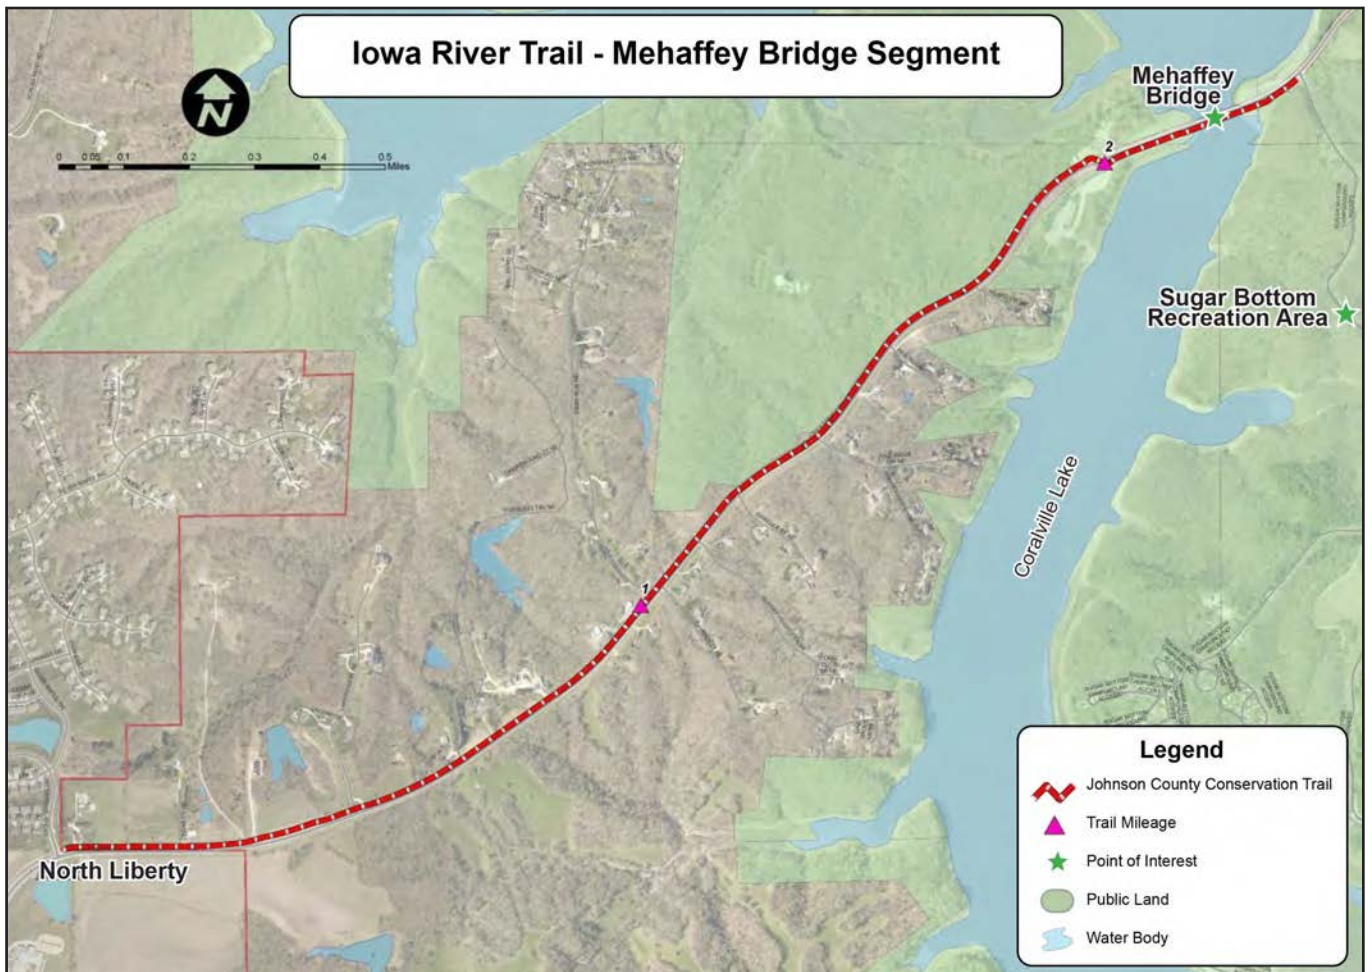 Iowa River Trail - Mehaffey Bridge Segment
N
0 0.05 0.1 0.2 0.3 0.4 0.5
Miles
Mehaffey
Bridge
2
Sugar Bottom
Recreation Area
Coralville Lake
1
North Liberty
Legend
Johnson County Conservation Trail
Trail Mileage
Point of Interest
Public Land
Water Body